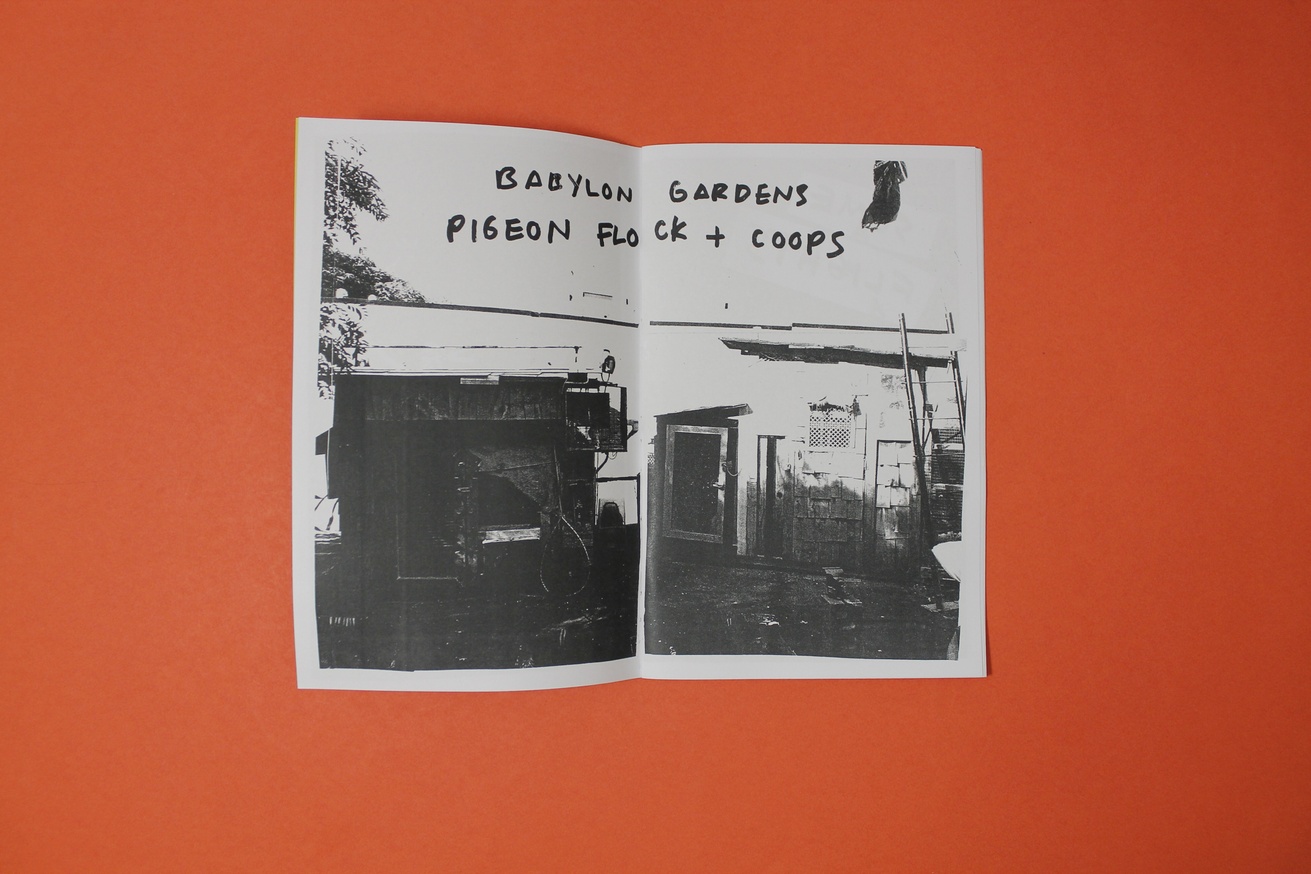 BABYLON GARDENS
PIGEON FLOCK + COOPS